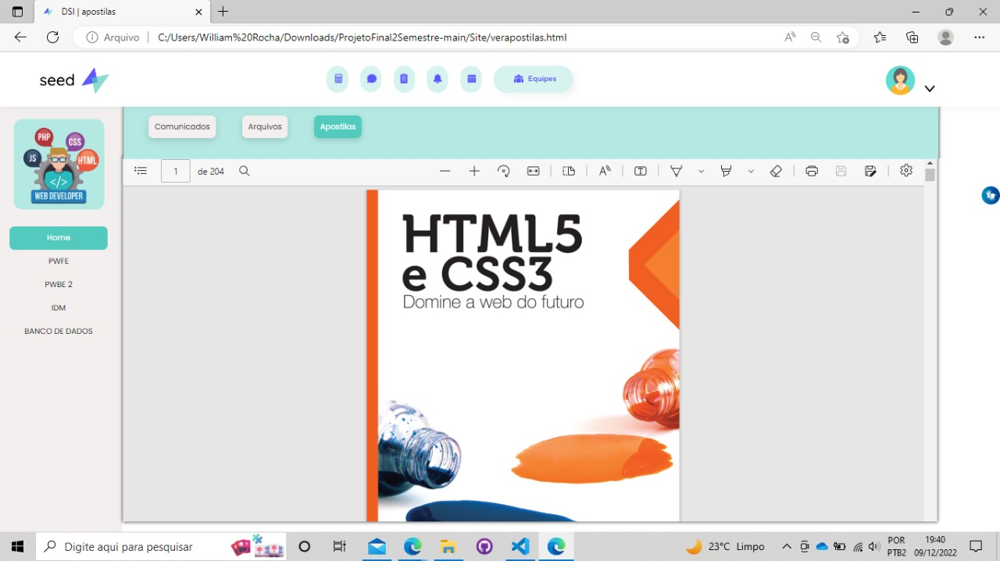 DSI | apostilas
Arquivo
C:/Users/William%20Rocha/Downloads/ProjetoFinal2Semestre-main/Site/verapostilas.html
seed
Equipes
Comunicados
Arquivos
Apostilas
PHP
CSS
JS
HTML
</>
WEB DEVELOPER
1
de 204
Home
PWFE
PWBE 2
IDM
BANCO DE DADOS
HTML5
e CSS3
Domine a web do futuro
Digite aqui para pesquisar
23°C Limpo
POR
PTB2
19:40
09/12/2022